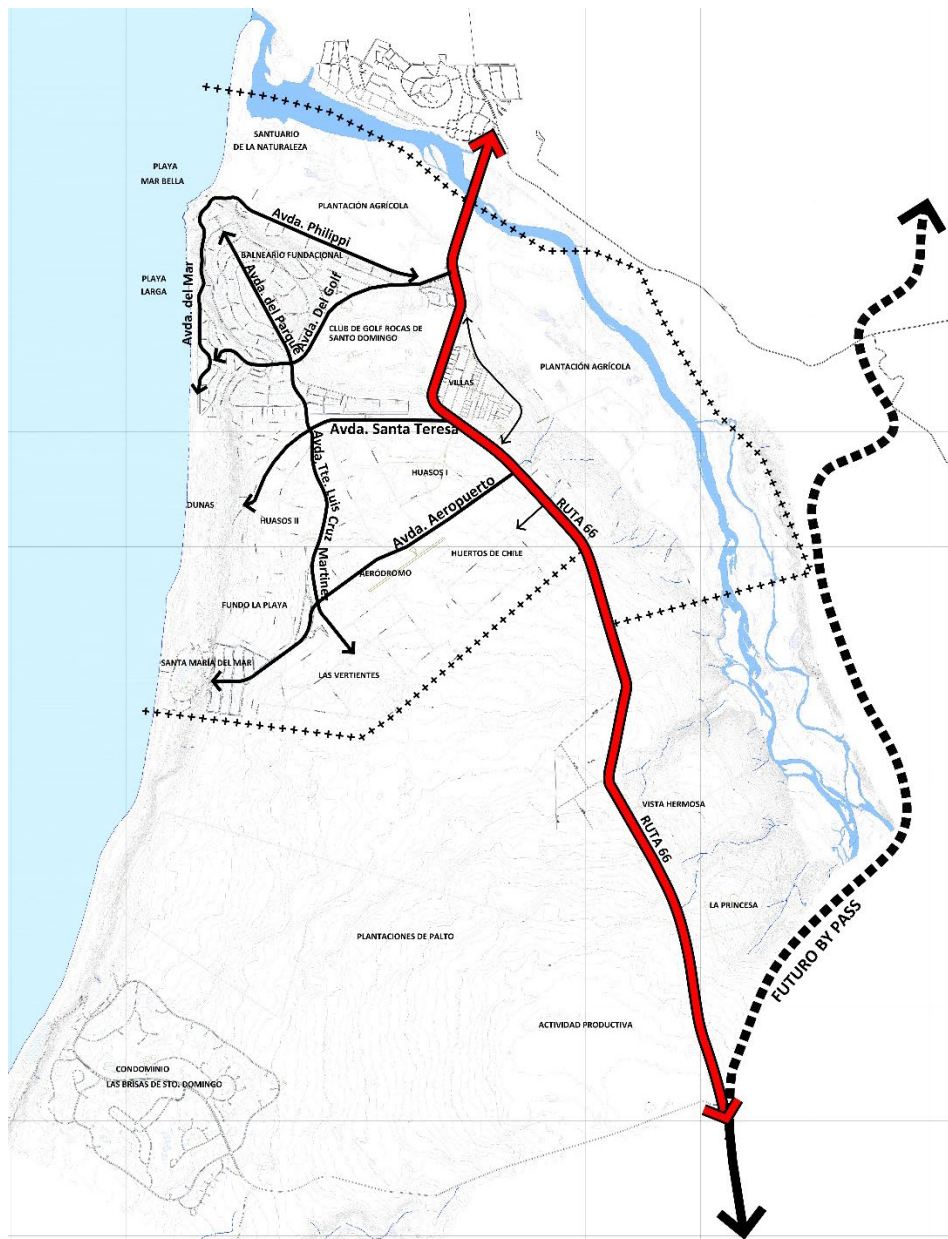 SANTUARIO
DE LA NATURALEZA
PLAYA
MAR BELLA
PLANTACIÓN AGRÍCOLA
Avda. Philippi
BALNEARIO FUNDACIONAL
PLAYA
LARGA
Avda. del Mar
Avda. del Parque
Avda. Del Golf
CLUB DE GOLF ROCAS DE
SANTO DOMINGO
PLANTACIÓN AGRÍCOLA
VILLAS
Avda. Santa Teresa
HUASOS I
Avda. Aeropuerto
Avda Tte. Luis Cruz Martinez
DUNAS
HUASOS II
RUTA 66
HUERTOS DE CHILE
AERÓDROMO
FUNDO LA PLAYA
SANTA MARÍA DEL MAR
LAS VERTIENTES
VISTA HERMOSA
RUTA 66
LA PRINCESA
PLANTACIONES DE PALTO
FUTURO BY PASS
ACTIVIDAD PRODUCTIVA
CONDOMINIO
LAS BRISAS DE STO. DOMINGO